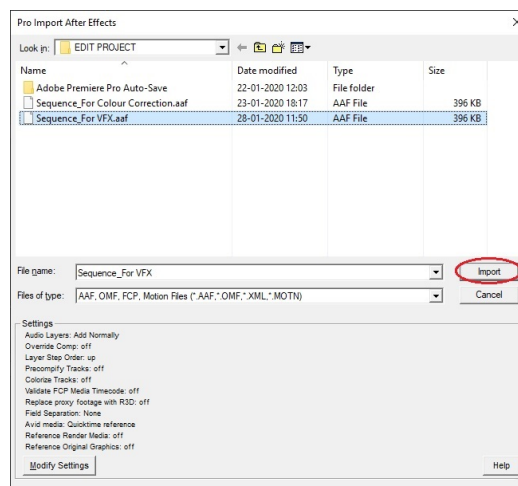 Pro Import After Effects
Look in: EDIT PROJECT
Name Date modified Type Size
Adobe Premiere Pro Auto-Save 22-01-2020 12:03 File folder
Sequence_For Colour Correction.aaf 23-01-2020 18:17 AAF File 396 KB
Sequence_For VFX.aaf 28-01-2020 11:50 AAF File 396 KB
File name: Sequence_For VFX Import
Files of type: AAF, OMF, FCP, Motion Files (*.AAF,*.OMF,*.XML,*.MOTN) Cancel
Settings
Audio Layers: Add Normally
Override Comp: off
Layer Step Order: up
Precompify Tracks: off
Colorize Tracks: off
Validate FCP Media Timecode: off
Replace proxy footage with R3D: off
Field Separation: None
Avid media: Quicktime reference
Reference Render Media: off
Reference Original Graphics: off
Modify Settings Help